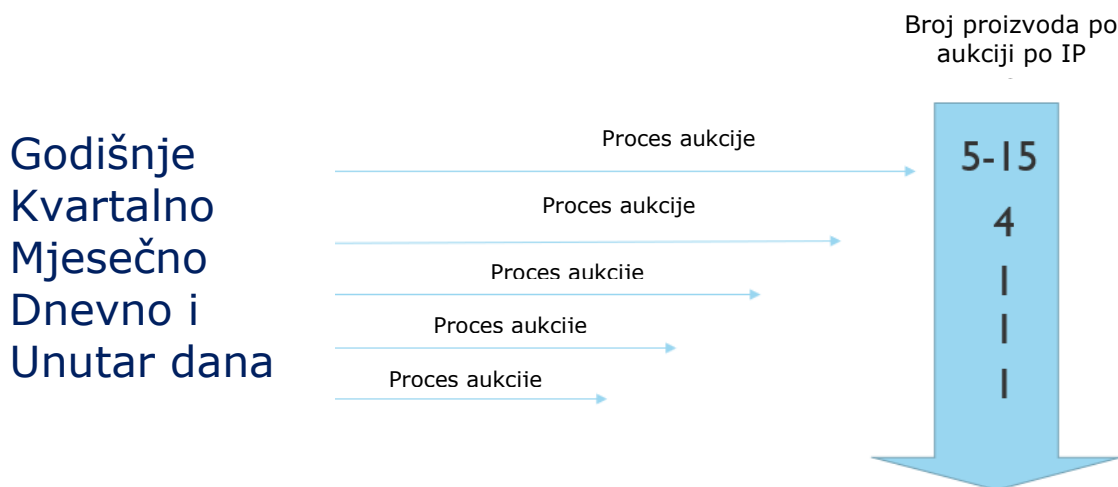 Broj proizvoda po
aukciji po IP
Godišnje
Proces aukcije
5-15
Kvartalno
Proces aukcije
4
Mjesečno
Proces aukcije
1
Dnevno i
Proces aukcije
1
Unutar dana
Proces aukcije
1